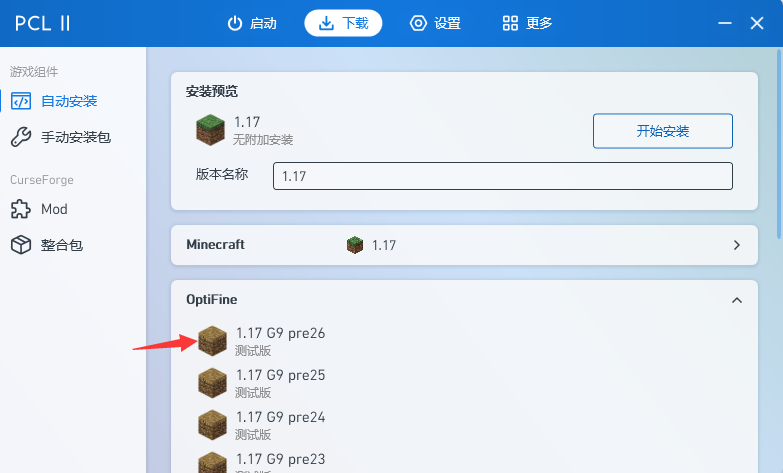 PCL II
启动
下载
设置
更多
游戏组件
自动安装
手动安装包
CurseForge
Mod
整合包
安装预览
1.17
无附加安装
开始安装
版本名称
1.17
Minecraft
1.17
OptiFine
1.17 G9 pre26
测试版
1.17 G9 pre25
测试版
1.17 G9 pre24
测试版
1.17 G9 pre23